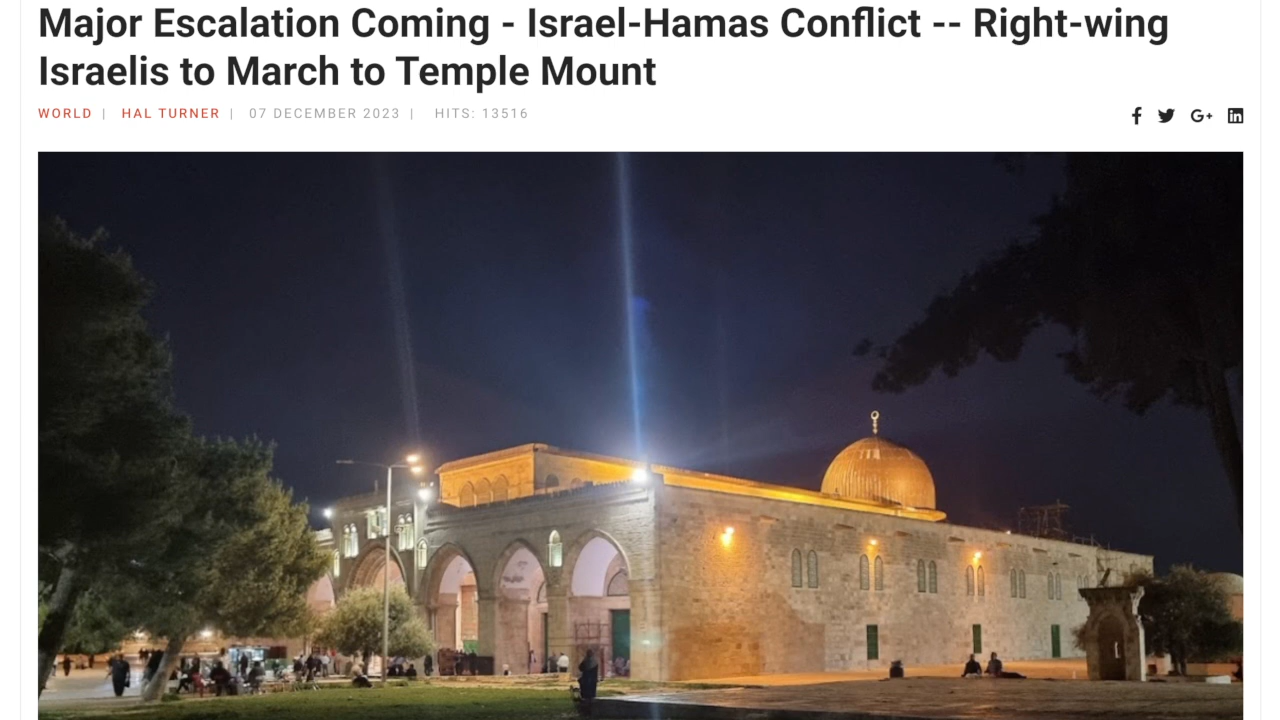 Major Escalation Coming - Israel-Hamas Conflict -- Right-wing
Israelis to March to Temple Mount
WORLD | HAL TURNER | 07 DECEMBER 2023 | HITS: 13516